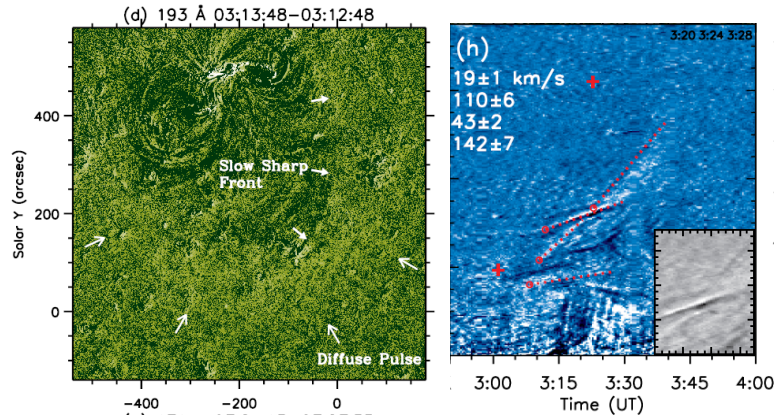 (d) 193 Å 03:13:48–03:12:48
Solar Y (arcsec)
400
200
0
-400
-200
0
Slow Sharp
Front
Diffuse Pulse
(h)
3:20 3:24 3:28
19±1 km/s
110±6
43±2
142±7
3:00
3:15
3:30
3:45
4:00
Time (UT)